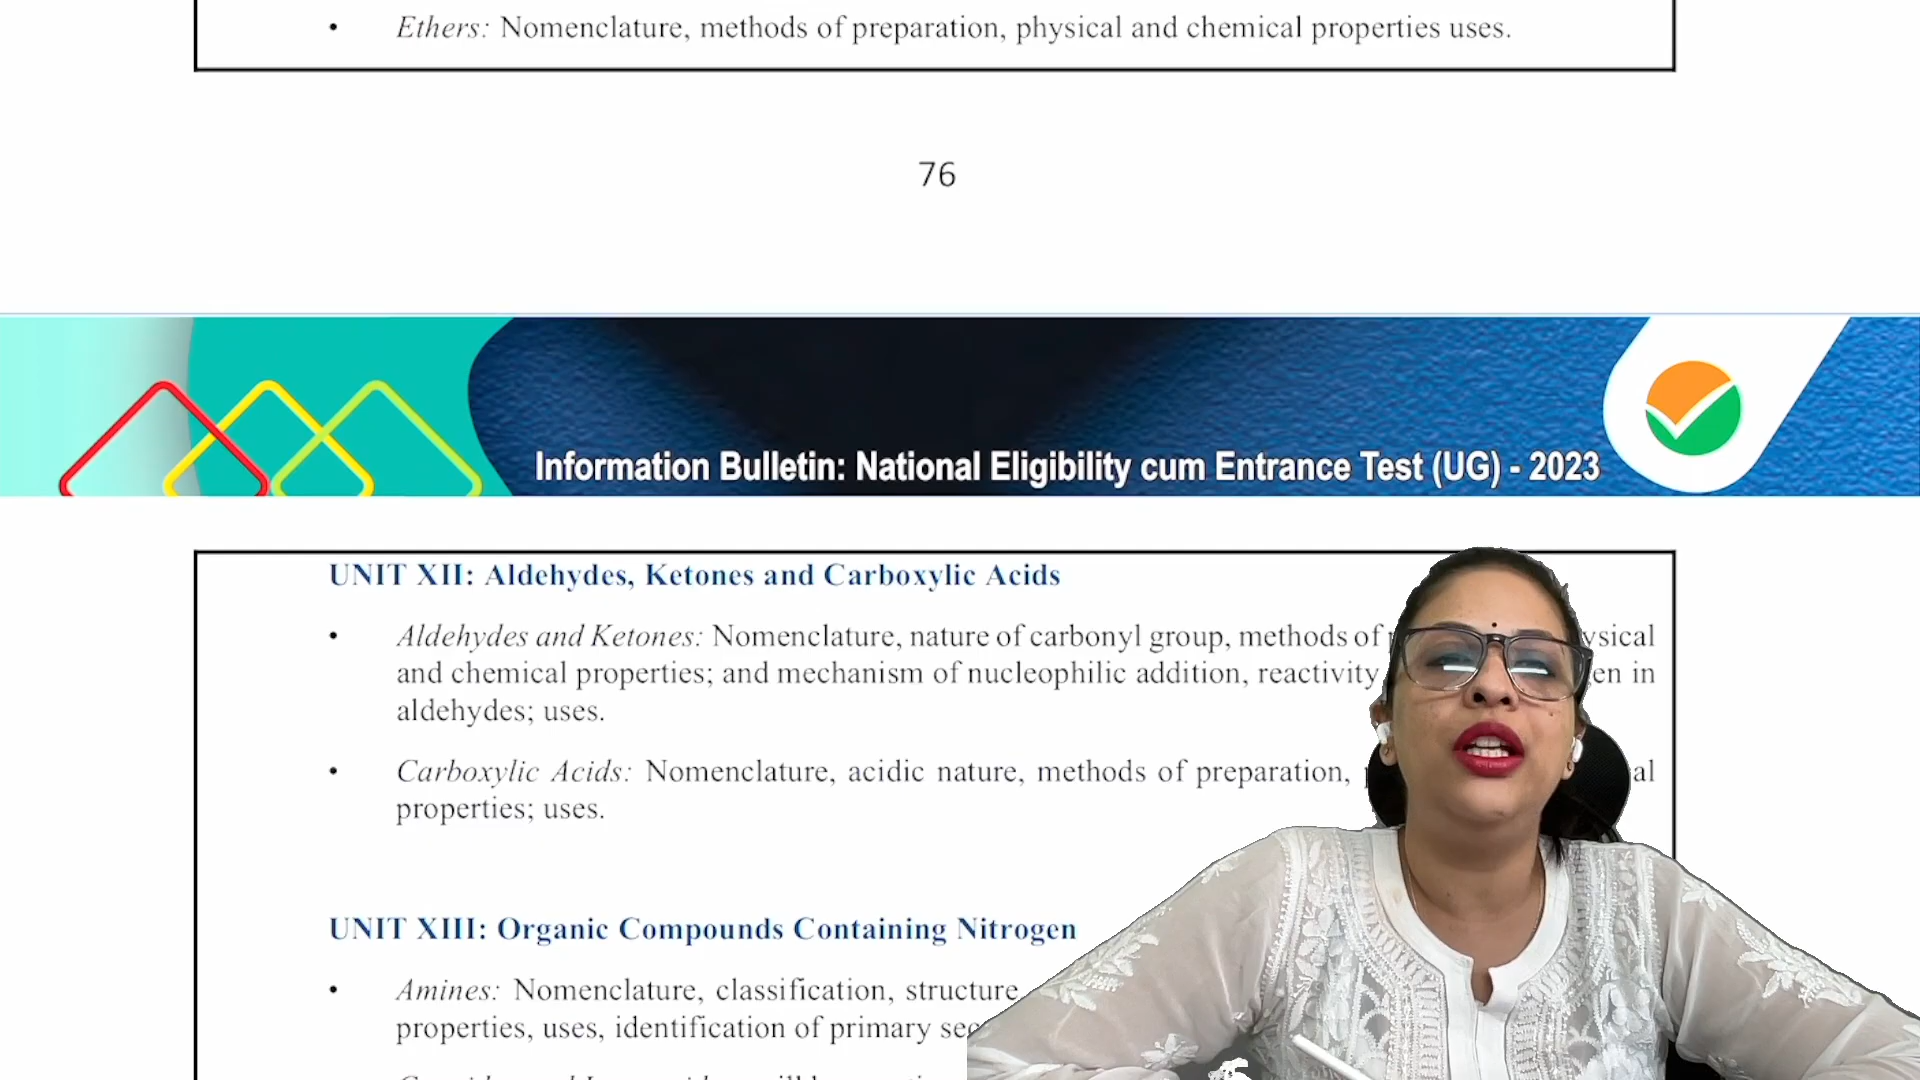 • Ethers: Nomenclature, methods of preparation, physical and chemical properties uses.
76
Information Bulletin: National Eligibility cum Entrance Test (UG) - 2023
UNIT XII: Aldehydes, Ketones and Carboxylic Acids
• Aldehydes and Ketones: Nomenclature, nature of carbonyl group, methods of
and chemical properties; and mechanism of nucleophilic addition, reactivity in
aldehydes; uses.
• Carboxylic Acids: Nomenclature, acidic nature, methods of preparation,
properties; uses.
UNIT XIII: Organic Compounds Containing Nitrogen
• Amines: Nomenclature, classification, structure
properties, uses, identification of primary